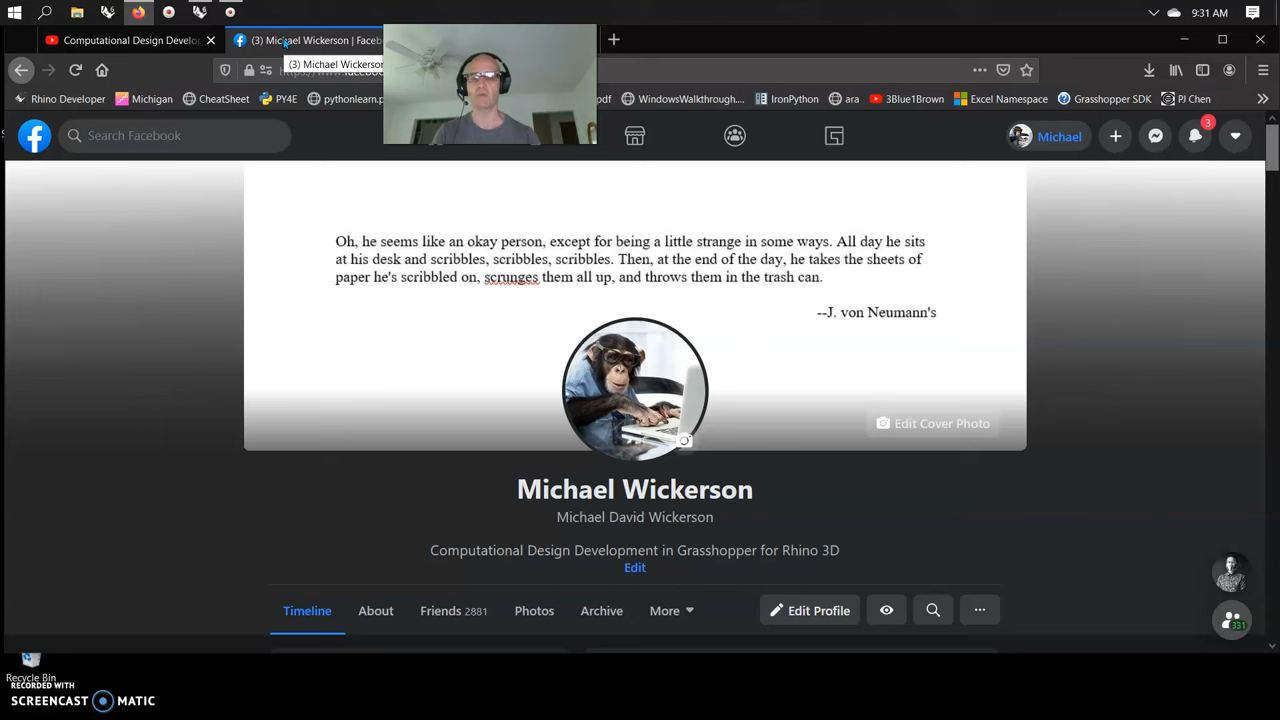 9:31 AM
Computational Design Develo
(3) Michael Wickerson | Faceb
(3) Michael Wickerson
Rhino Developer
Michigan
CheatSheet
PY4E
pythonlearn.p
df
WindowsWalkthrough....
IronPython
ara
3Blue1Brown
Excel Namespace
Grasshopper SDK
PJ Chen
Search Facebook
Michael
3
Oh, he seems like an okay person, except for being a little strange in some ways. All day he sits
at his desk and scribbles, scribbles, scribbles. Then, at the end of the day, he takes the sheets of
paper he's scribbled on, scrunges them all up, and throws them in the trash can.
--J. von Neumann's
Edit Cover Photo
Michael Wickerson
Michael David Wickerson
Computational Design Development in Grasshopper for Rhino 3D
Edit
Timeline
About
Friends 2881
Photos
Archive
More
Edit Profile
331
Recycle Bin
RECORDED WITH
SCREENCAST MATIC